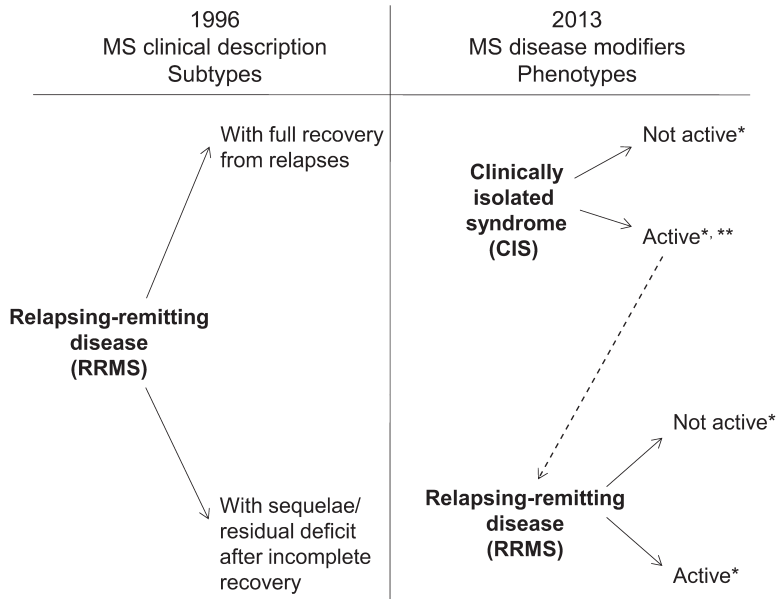 1996
MS clinical description
Subtypes
With full recovery
from relapses
Relapsing-remitting
disease
(RRMS)
With sequelae/
residual deficit
after incomplete
recovery
2013
MS disease modifiers
Phenotypes
Not active*
Clinically
isolated
syndrome
(CIS)
Active*, **
Not active*
Relapsing-remitting
disease
(RRMS)
Active*